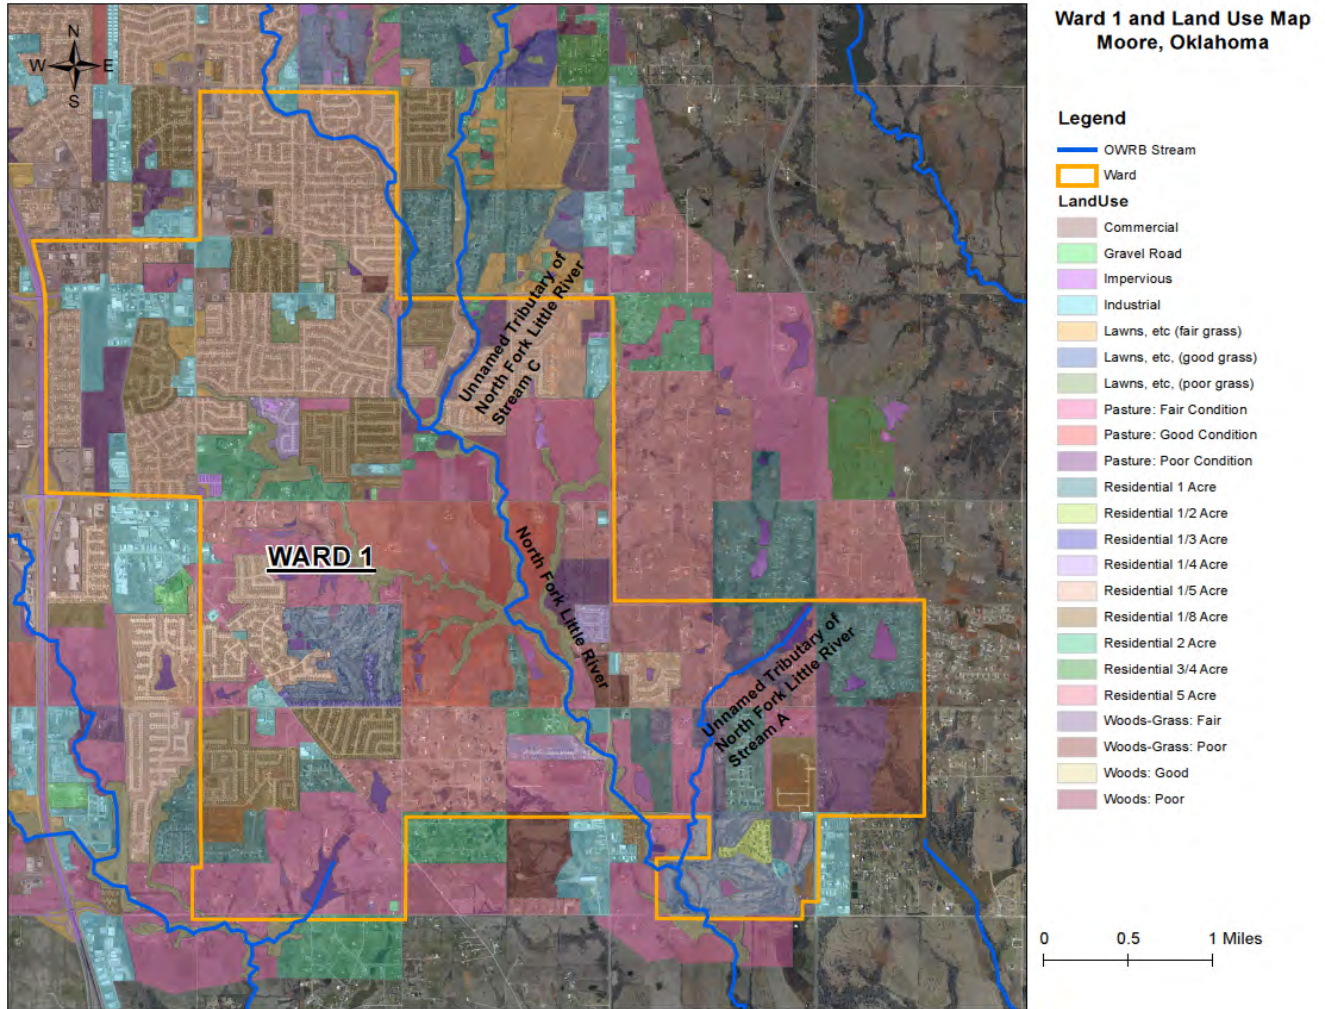 Ward 1 and Land Use Map
Moore, Oklahoma
N
W
E
S
Unnamed Tributary of
North Fork Little River
Stream C
WARD 1
North Fork Little River
Unnamed Tributary of
North Fork Little River
Stream A
Legend
OWRB Stream
Ward
LandUse
Commercial
Gravel Road
Impervious
Industrial
Lawns, etc (fair grass)
Lawns, etc, (good grass)
Lawns, etc, (poor grass)
Pasture: Fair Condition
Pasture: Good Condition
Pasture: Poor Condition
Residential 1 Acre
Residential 1/2 Acre
Residential 1/3 Acre
Residential 1/4 Acre
Residential 1/5 Acre
Residential 1/8 Acre
Residential 2 Acre
Residential 3/4 Acre
Residential 5 Acre
Woods-Grass: Fair
Woods-Grass: Poor
Woods: Good
Woods: Poor
0 0.5 1 Miles